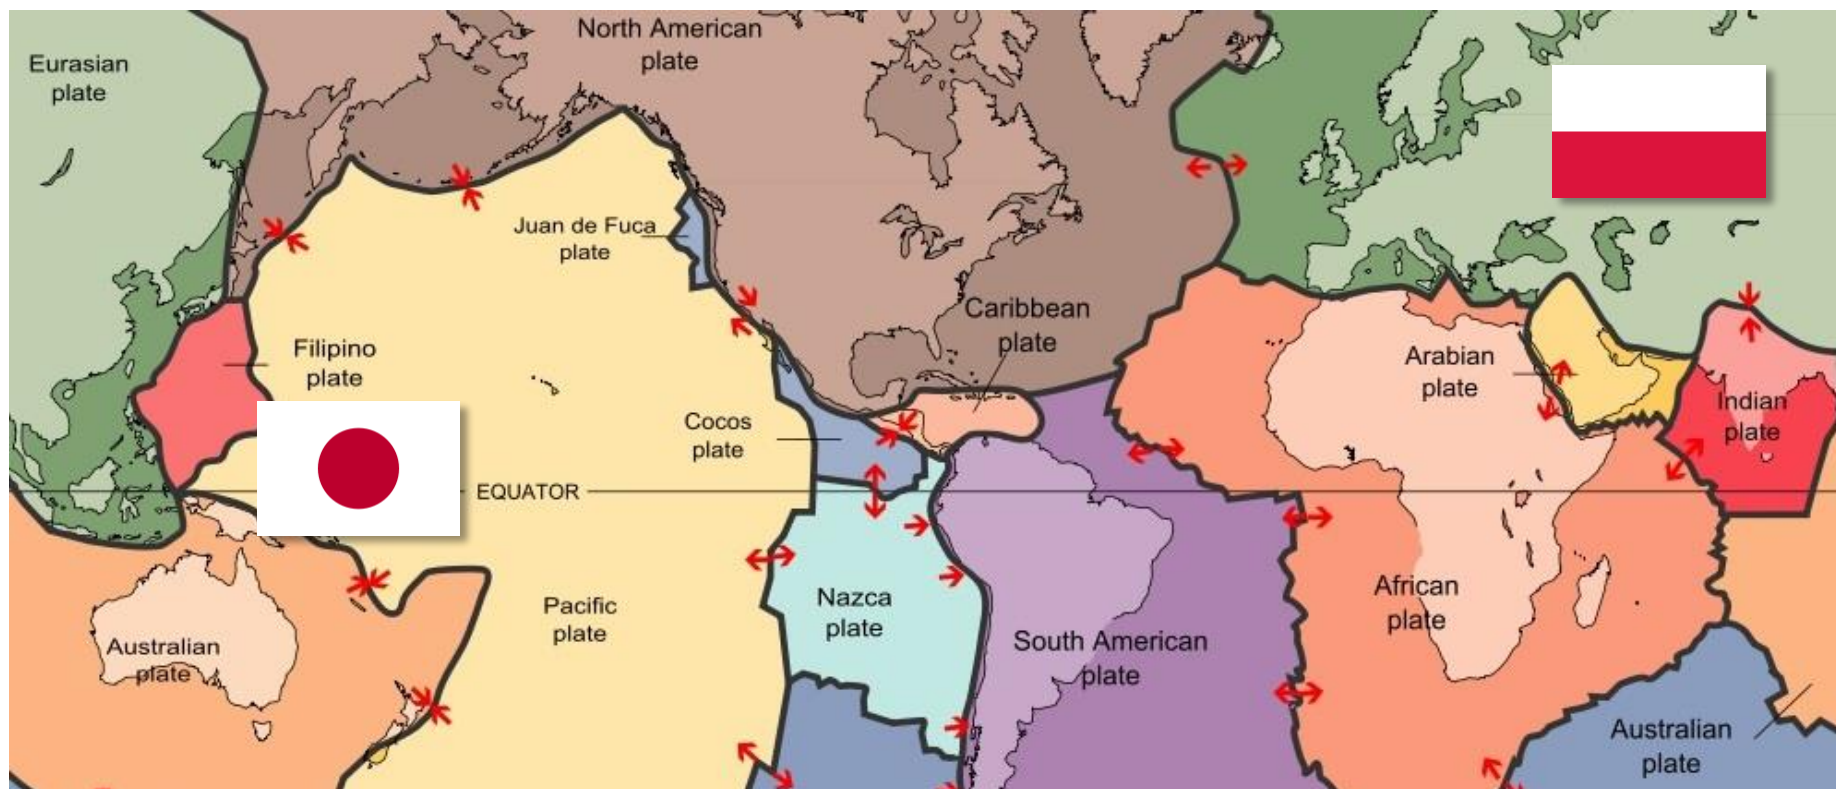 North American
plate
Eurasian
plate
Juan de Fuca
plate
Caribbean
plate
Filipino
plate
Arabian
plate
Indian
plate
Cocos
plate
EQUATOR
Nazca
plate
African
plate
Pacific
plate
South American
plate
Australian
plate
Australian
plate